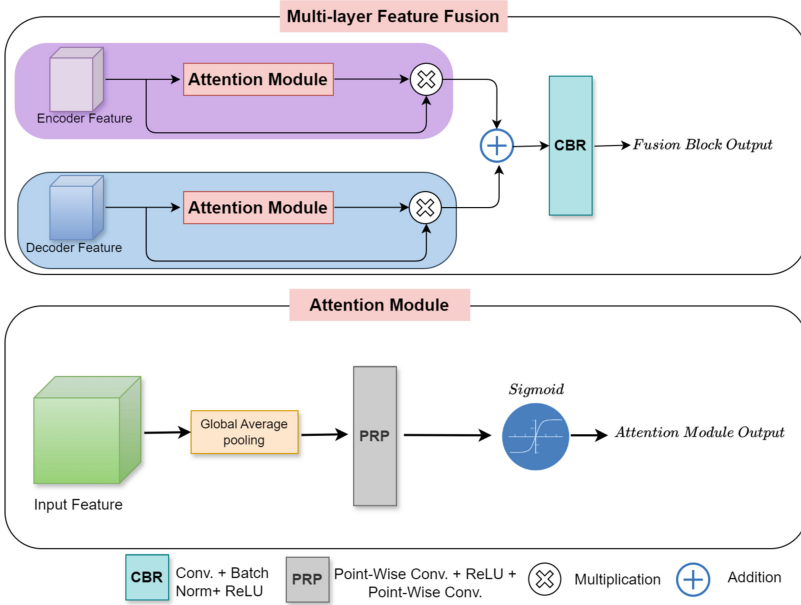 Multi-layer Feature Fusion
Attention Module
Encoder Feature
Attention Module
Decoder Feature
CBR
Fusion Block Output
Attention Module
Input Feature
Global Average
pooling
PRP
Sigmoid
Attention Module Output
CBR
Conv. + Batch
Norm+ ReLU
PRP
Point-Wise Conv. + ReLU +
Point-Wise Conv.
Multiplication
Addition